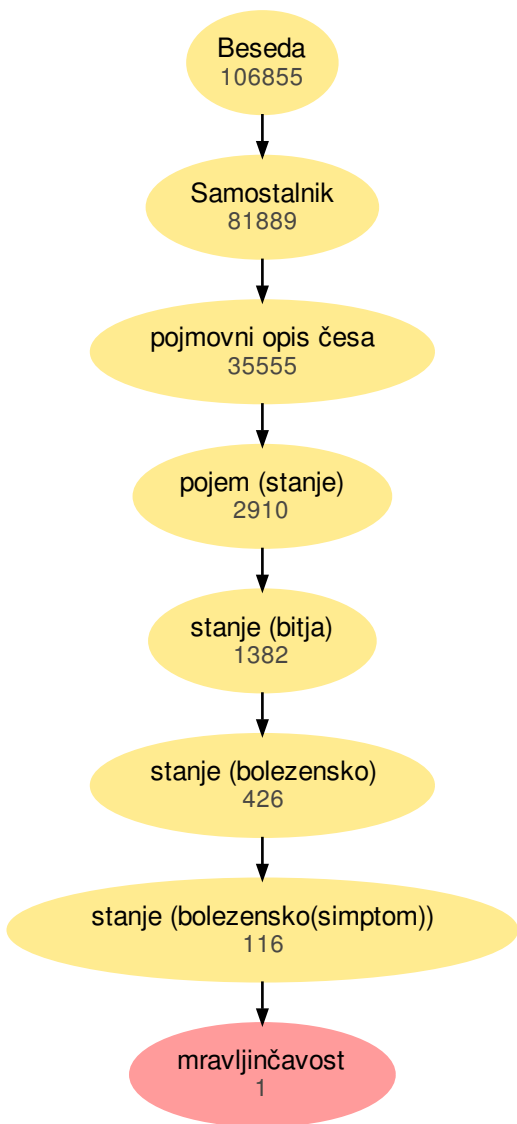 Beseda
106855
Samostalnik
81889
pojmovni opis česa
35555
pojem (stanje)
2910
stanje (bitja)
1382
stanje (bolezensko)
426
stanje (bolezensko(simptom))
116
mravljinčavost
1